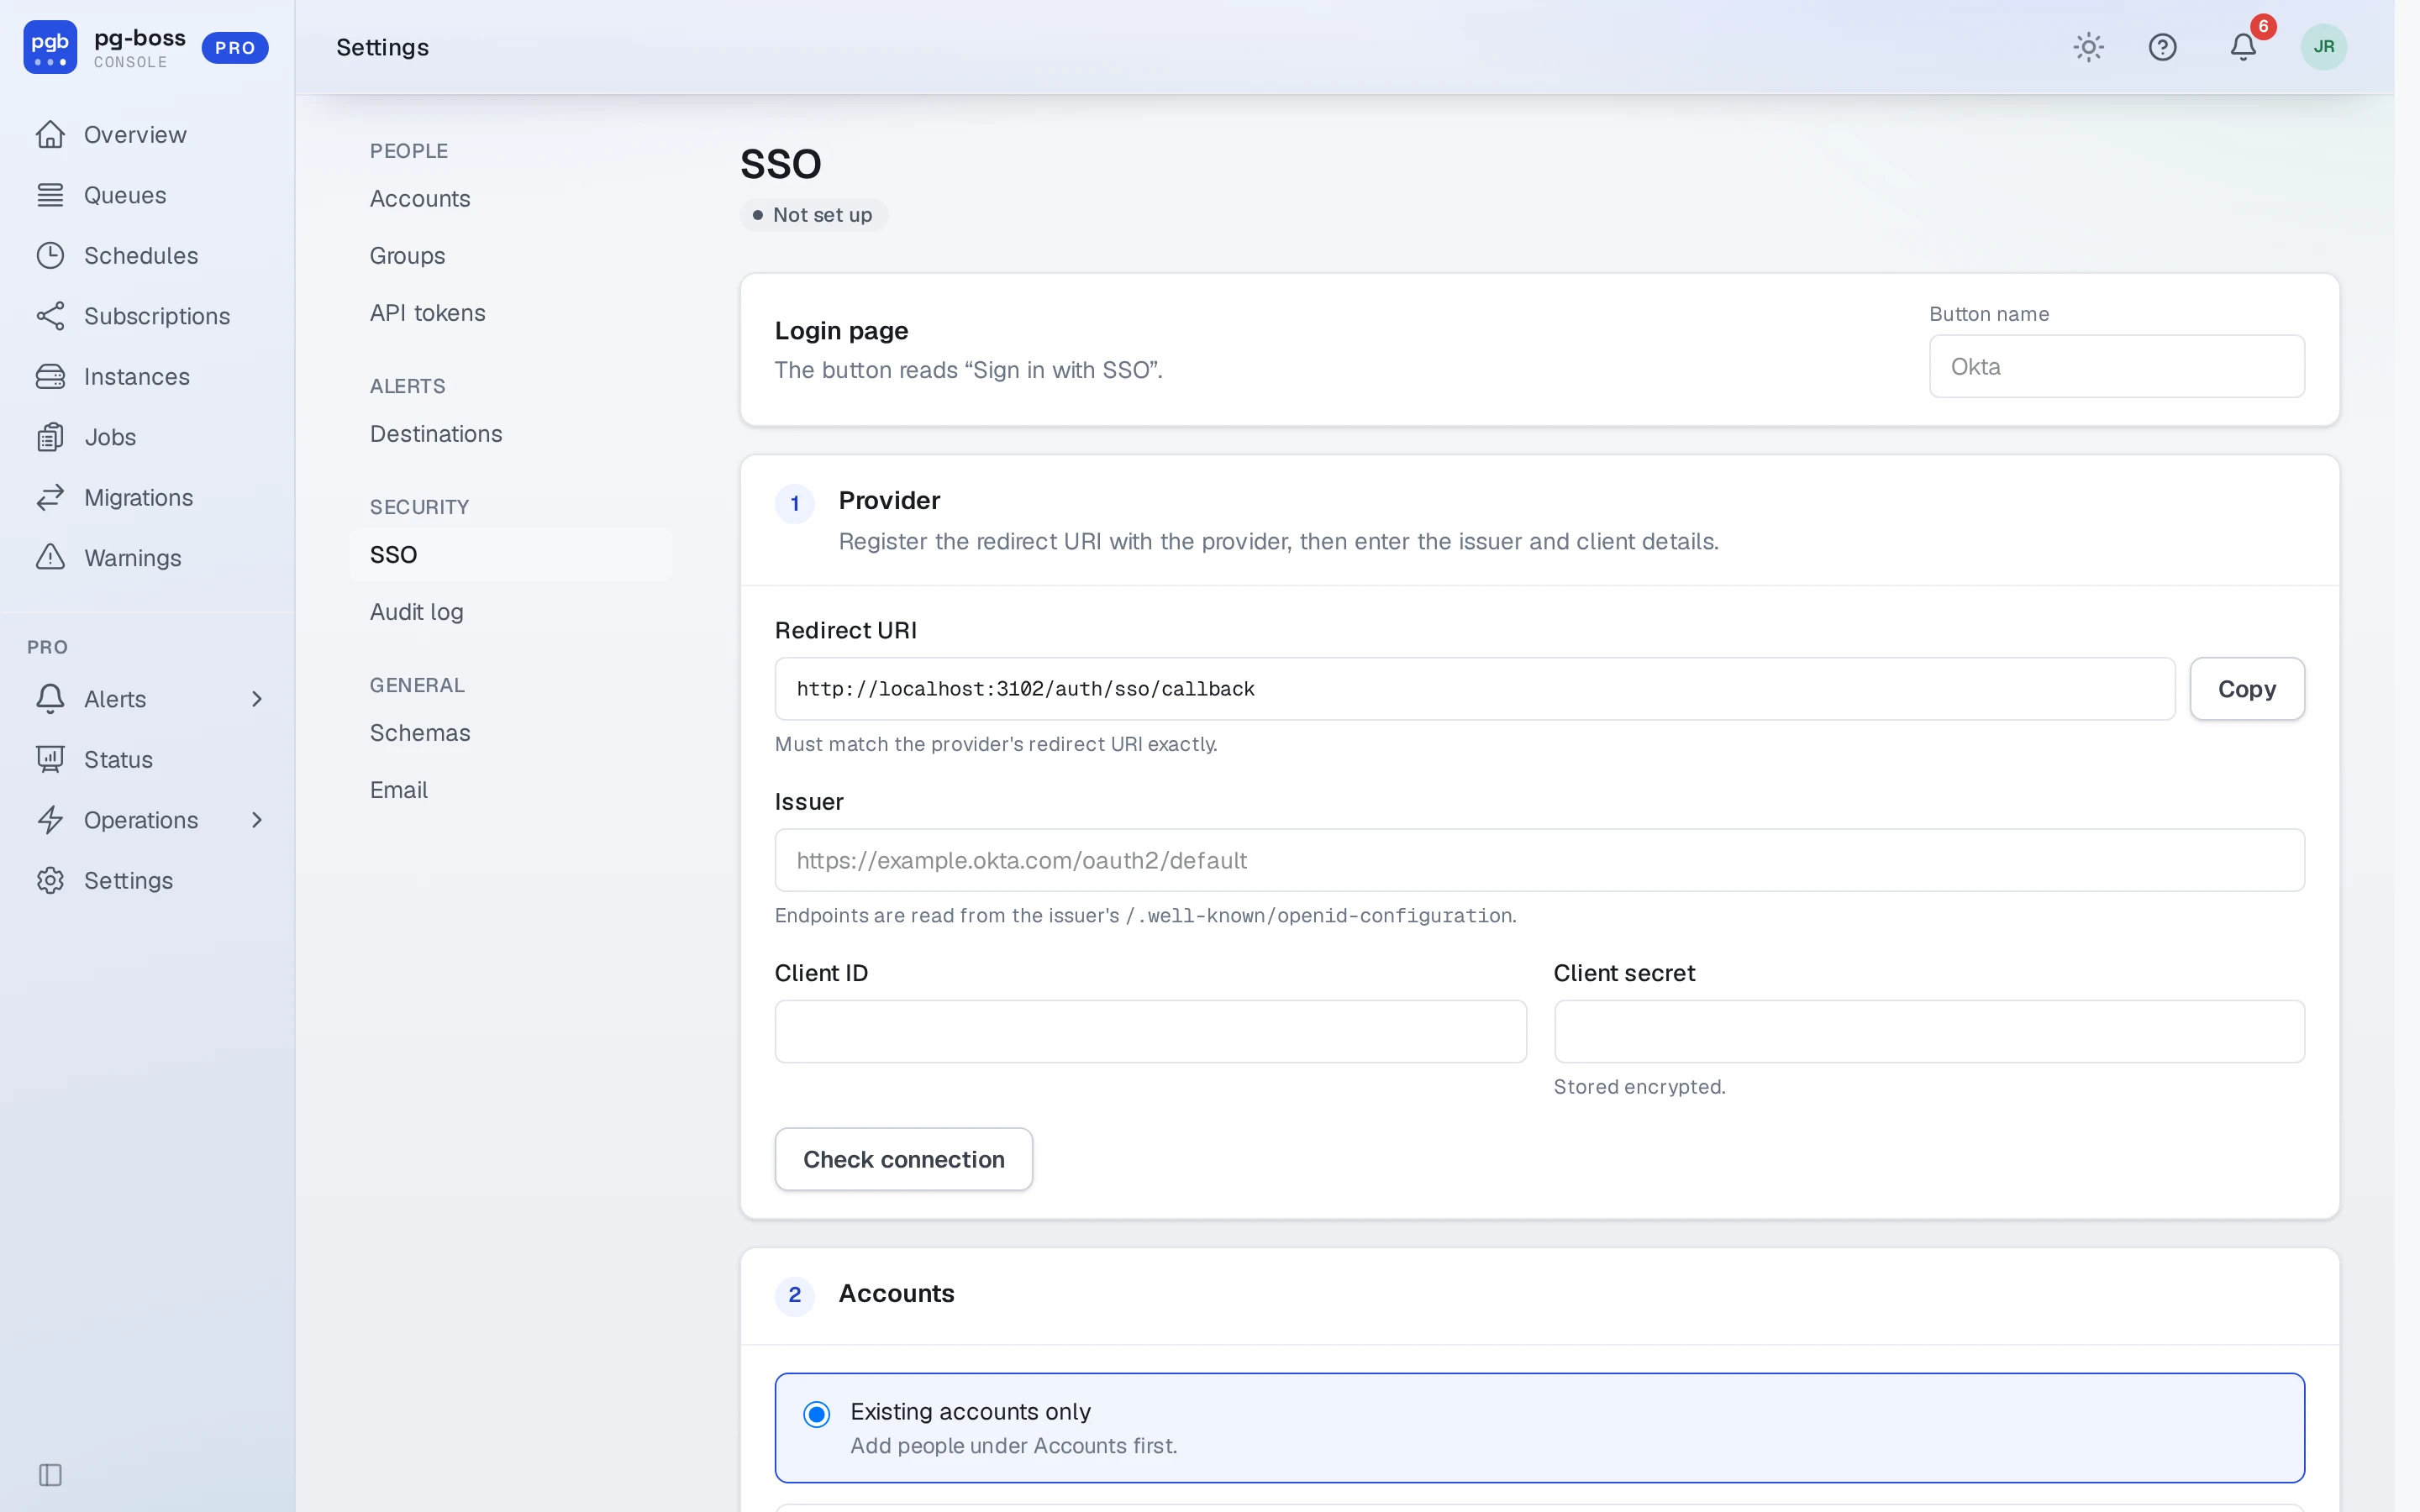 pgb
pg-boss
CONSOLE
PRO
Settings
6
JR
Overview
Queues
Schedules
Subscriptions
Instances
Jobs
Migrations
Warnings
PRO
Alerts
Status
Operations
Settings
PEOPLE
Accounts
Groups
API tokens
ALERTS
Destinations
SECURITY
SSO
Audit log
GENERAL
Schemas
Email
SSO
Not set up
Login page
The button reads “Sign in with SSO”.
Button name
Okta
1
Provider
Register the redirect URI with the provider, then enter the issuer and client details.
Redirect URI
http://localhost:3102/auth/sso/callback
Copy
Must match the provider's redirect URI exactly.
Issuer
https://example.okta.com/oauth2/default
Endpoints are read from the issuer's /.well-known/openid-configuration.
Client ID
Client secret
Stored encrypted.
Check connection
2
Accounts
Existing accounts only
Add people under Accounts first.